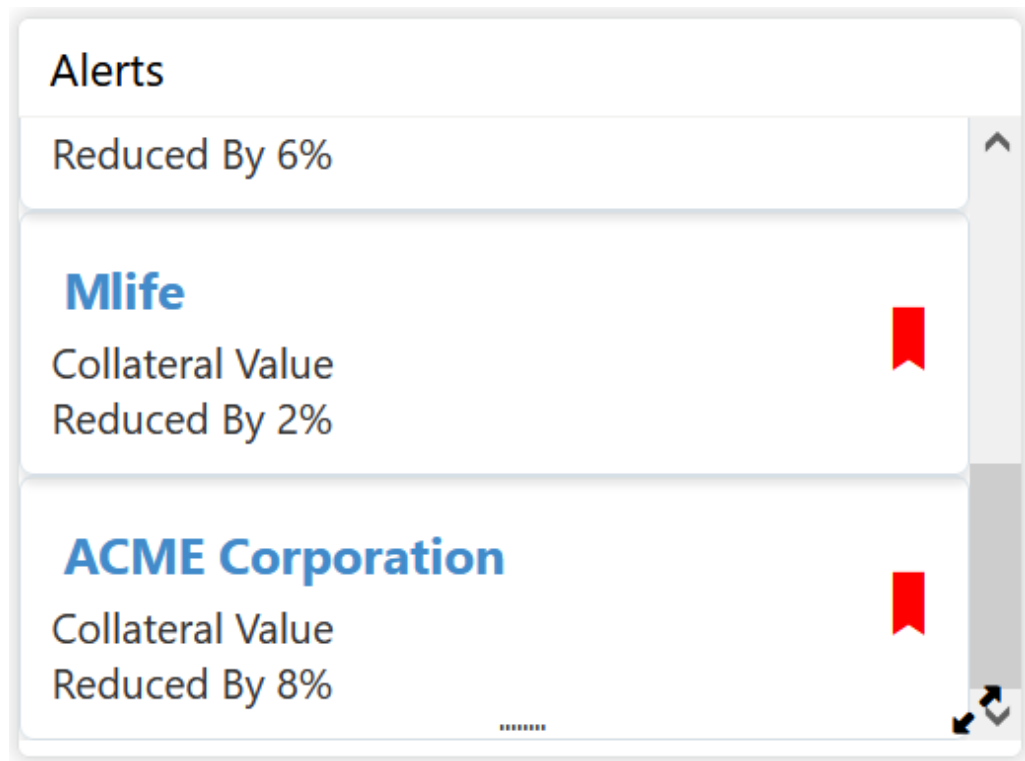 Alerts
Reduced By 6%
Mlife
Collateral Value
Reduced By 2%
ACME Corporation
Collateral Value
Reduced By 8%